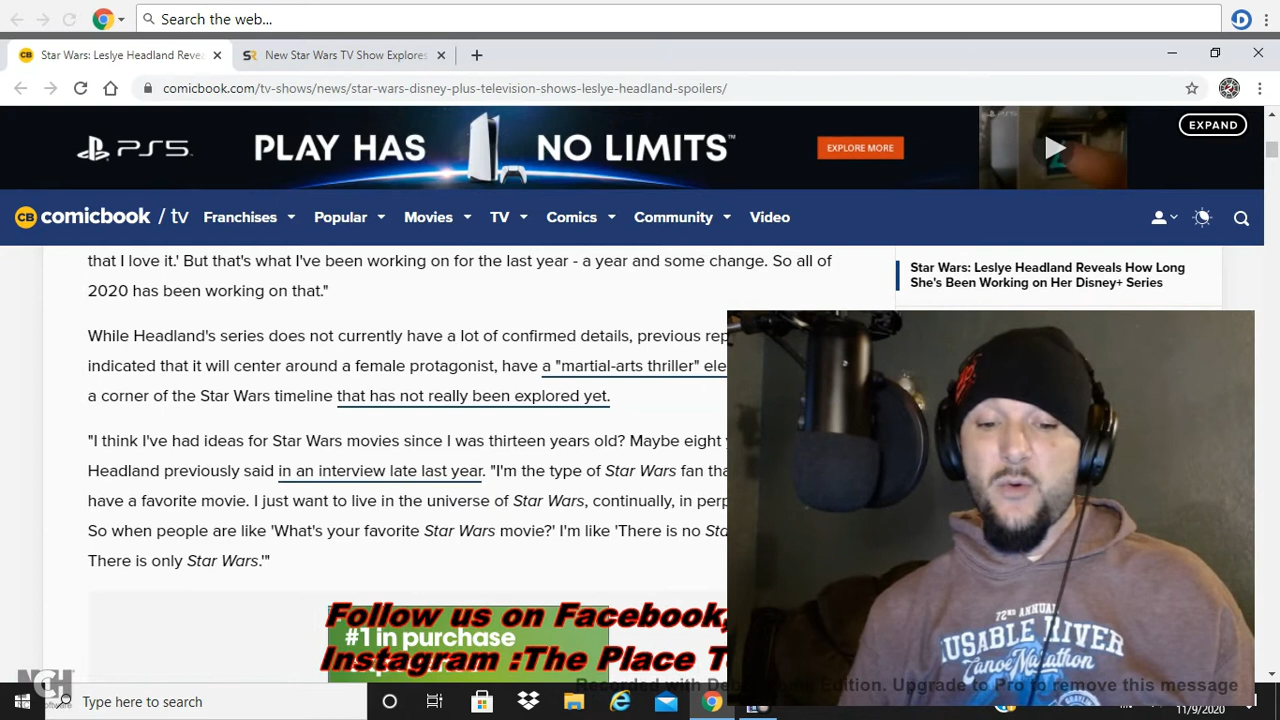 Search the web...
Star Wars: Leslye Headland Revea
New Star Wars TV Show Explores
comicbook.com/tv-shows/news/star-wars-disney-plus-television-shows-leslye-headland-spoilers/
PS5 PLAY HAS NO LIMITS™ EXPLORE MORE EXPAND
CB comicbook / tv Franchises Popular Movies TV Comics Community Video
that I love it.' But that's what I've been working on for the last year - a year and some change. So all of
2020 has been working on that."
Star Wars: Leslye Headland Reveals How Long
She's Been Working on Her Disney+ Series
While Headland's series does not currently have a lot of confirmed details, previous rep
indicated that it will center around a female protagonist, have a "martial-arts thriller" ele
a corner of the Star Wars timeline that has not really been explored yet.
"I think I've had ideas for Star Wars movies since I was thirteen years old? Maybe eight y
Headland previously said in an interview late last year. "I'm the type of Star Wars fan tha
have a favorite movie. I just want to live in the universe of Star Wars, continually, in perp
So when people are like 'What's your favorite Star Wars movie?' I'm like 'There is no Sta
There is only Star Wars.'"
72ND ANNUAL
USABLE RIVER
Canoe Marathon
Follow us on Facebook,
#1 in purchase
Instagram :The Place T
NCH
Software
Recorded with De Edition. Upgrade to Pro to remove this message
Type here to search
11/9/2020